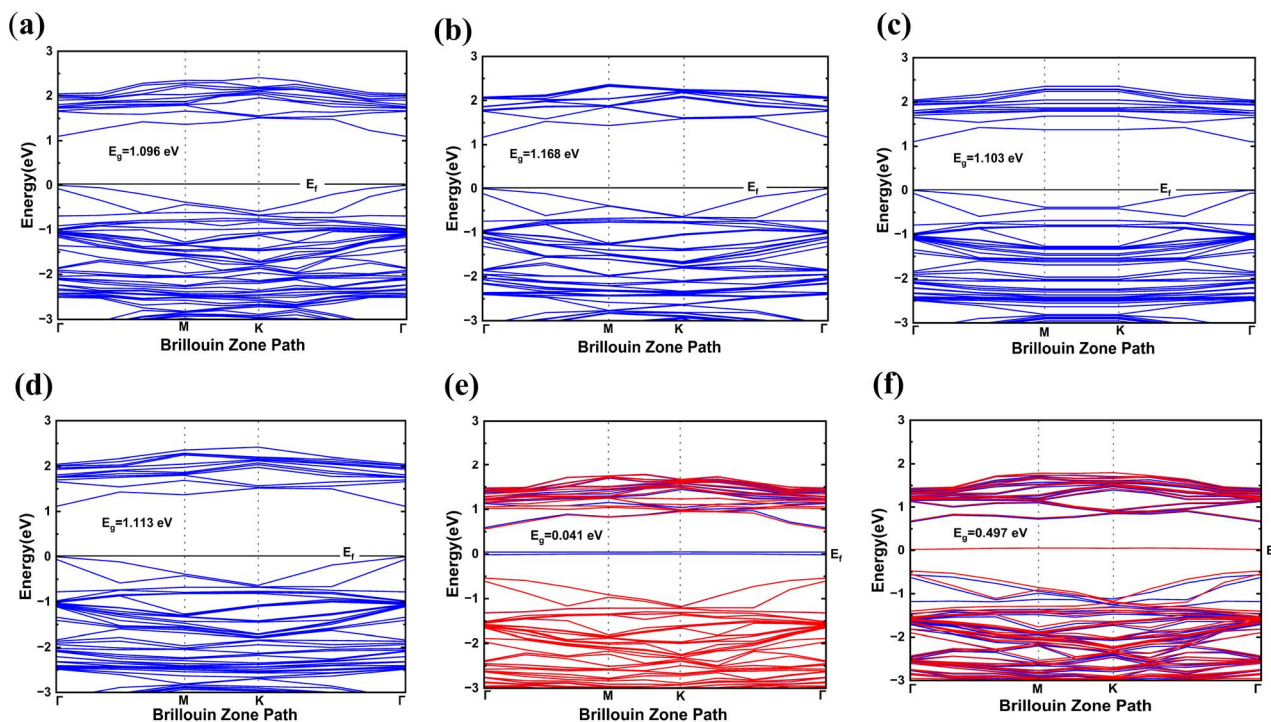 (a)
3
2
1
0
−1
−2
−3
Energy(eV)
E_g=1.096 eV
E_f
Γ
M
K
Γ
Brillouin Zone Path
(b)
3
2
1
0
−1
−2
−3
Energy(eV)
E_g=1.168 eV
E_f
Γ
M
K
Γ
Brillouin Zone Path
(c)
3
2
1
0
−1
−2
−3
Energy(eV)
E_g=1.103 eV
E_f
Γ
M
K
Γ
Brillouin Zone Path
(d)
3
2
1
0
−1
−2
−3
Energy(eV)
E_g=1.113 eV
E_f
Γ
M
K
Γ
Brillouin Zone Path
(e)
3
2
1
0
−1
−2
−3
Energy(eV)
E_g=0.041 eV
E_f
Γ
M
K
Γ
Brillouin Zone Path
(f)
3
2
1
0
−1
−2
−3
Energy(eV)
E_g=0.497 eV
E
Γ
M
K
Γ
Brillouin Zone Path